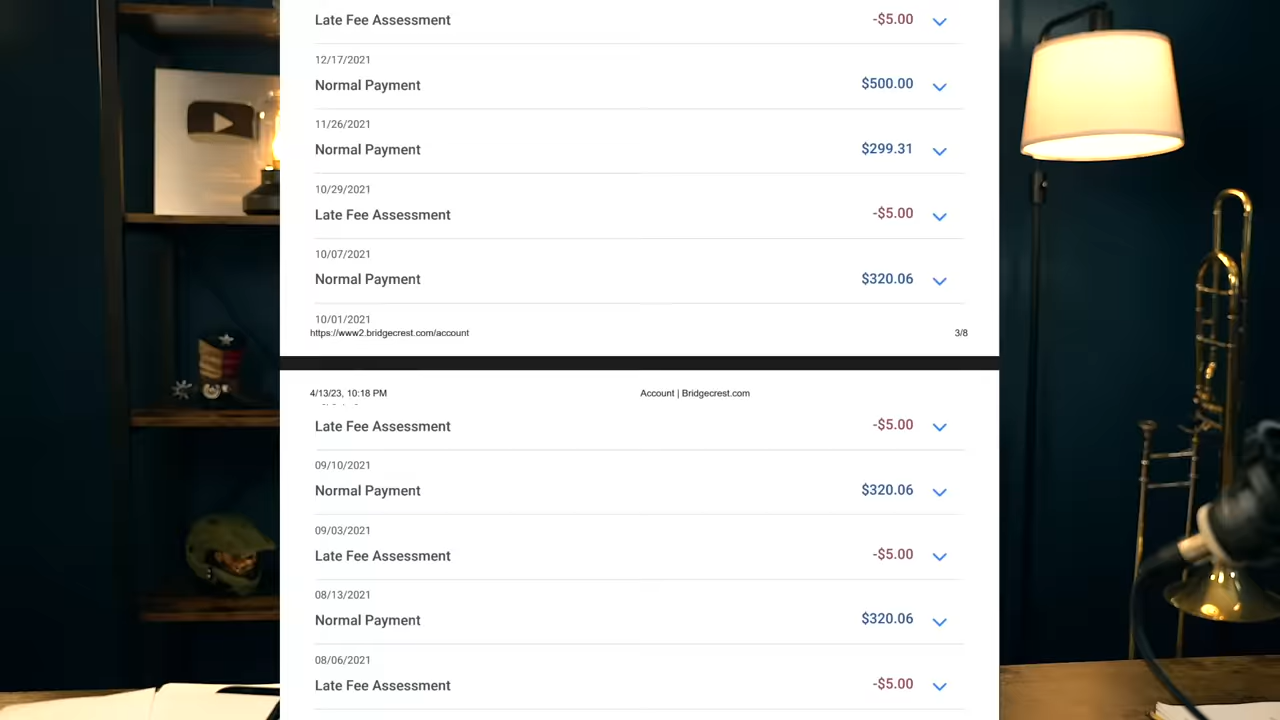 Late Fee Assessment -$5.00
12/17/2021
Normal Payment $500.00
11/26/2021
Normal Payment $299.31
10/29/2021
Late Fee Assessment -$5.00
10/07/2021
Normal Payment $320.06
10/01/2021
https://www2.bridgecrest.com/account 3/8
4/13/23, 10:18 PM Account | Bridgecrest.com
Late Fee Assessment -$5.00
09/10/2021
Normal Payment $320.06
09/03/2021
Late Fee Assessment -$5.00
08/13/2021
Normal Payment $320.06
08/06/2021
Late Fee Assessment -$5.00